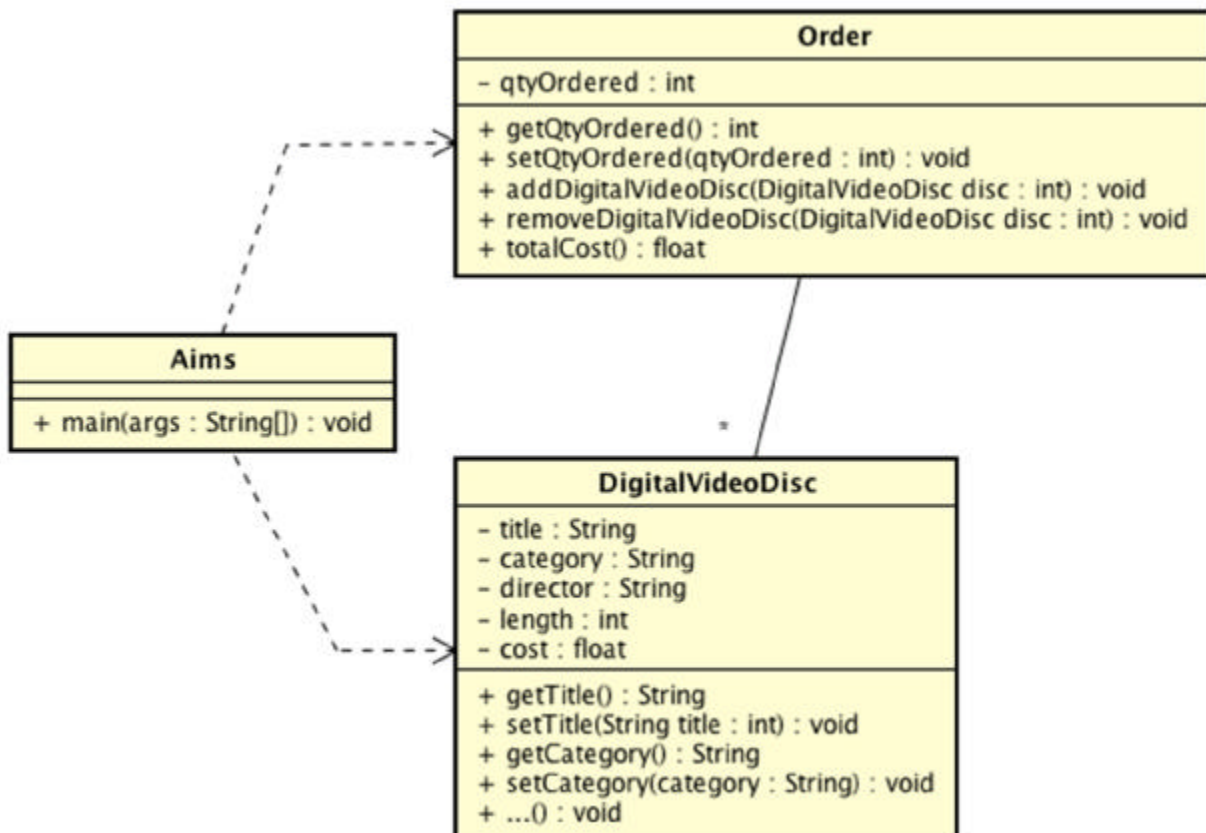 Order
- qtyOrdered : int
+ getQtyOrdered() : int
+ setQtyOrdered(qtyOrdered : int) : void
+ addDigitalVideoDisc(DigitalVideoDisc disc : int) : void
+ removeDigitalVideoDisc(DigitalVideoDisc disc : int) : void
+ totalCost() : float
Aims
+ main(args : String[]) : void
*
DigitalVideoDisc
- title : String
- category : String
- director : String
- length : int
- cost : float
+ getTitle() : String
+ setTitle(String title : int) : void
+ getCategory() : String
+ setCategory(category : String) : void
+ ...() : void